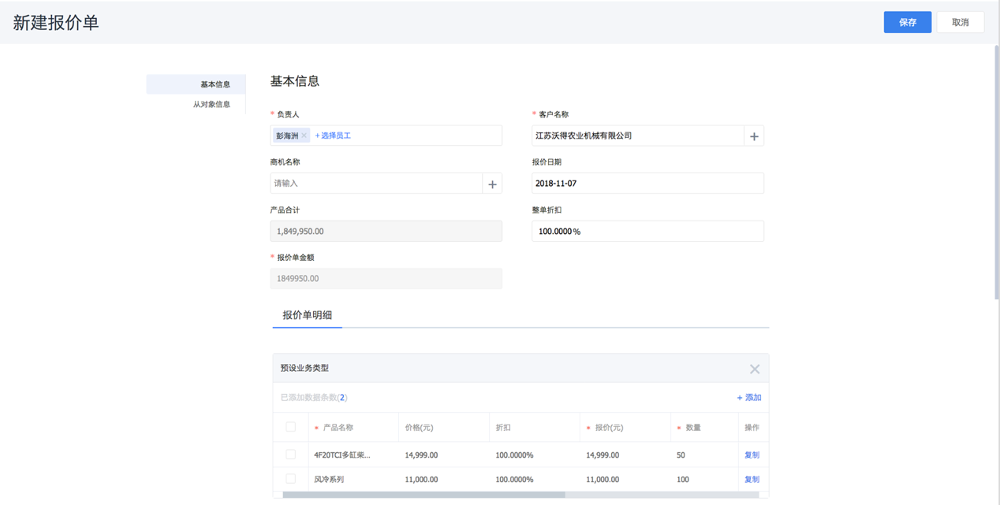 新建报价单
保存 取消
基本信息
从对象信息
基本信息
* 负责人 * 客户名称
彭海洲 × +选择员工 江苏沃得农业机械有限公司 +
商机名称 报价日期
请输入 + 2018-11-07
产品合计 整单折扣
1,849,950.00 100.0000%
* 报价单金额
1849950.00
报价单明细
预设业务类型 ×
已添加数据条数(2) + 添加
* 产品名称 价格(元) 折扣 * 报价(元) * 数量 操作
4F20TCI多缸柴... 14,999.00 100.0000% 14,999.00 50 复制
风冷系列 11,000.00 100.0000% 11,000.00 100 复制